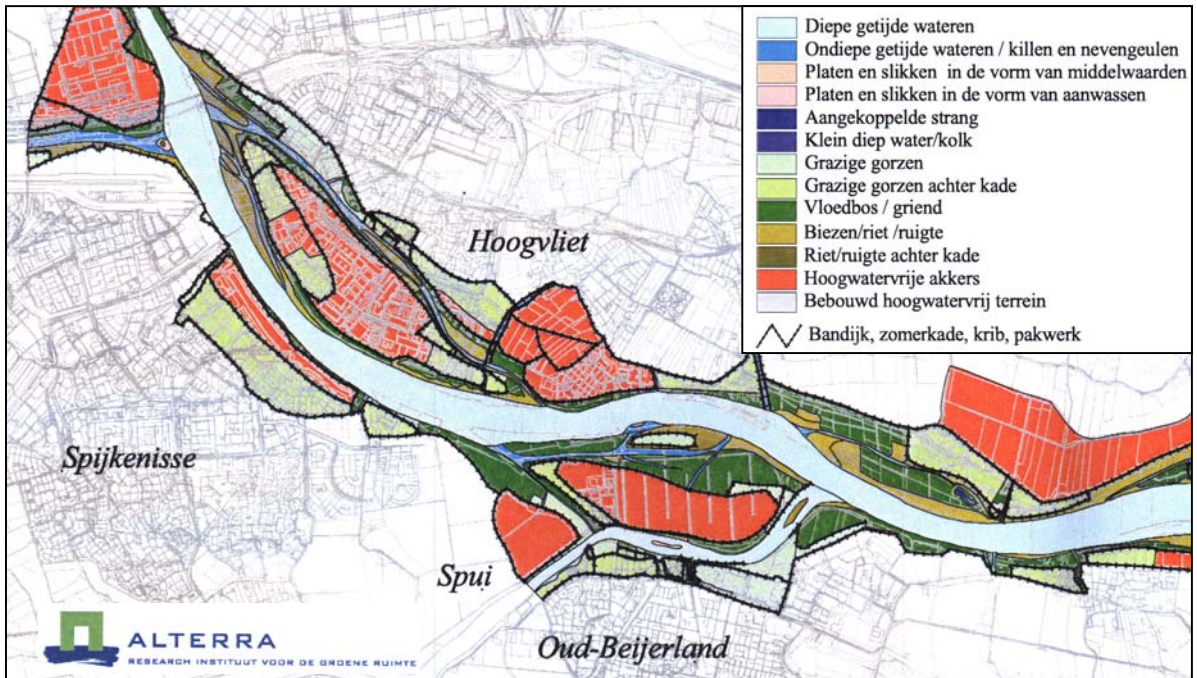 Diepe getijde wateren
Ondiepe getijde wateren / killen en nevengeulen
Platen en slikken in de vorm van middelwaarden
Platen en slikken in de vorm van aanwassen
Aangekoppelde strang
Klein diep water/kolk
Grazige gorzen
Grazige gorzen achter kade
Vloedbos / griend
Biezen/riet /ruigte
Riet/ruigte achter kade
Hoogwatervrije akkers
Bebouwd hoogwatervrij terrein
Bandijk, zomerkade, krib, pakwerk
Hoogvliet
Spijkenisse
Spui
Oud-Beijerland
ALTERRA
RESEARCH INSTITUUT VOOR DE GROENE RUIMTE